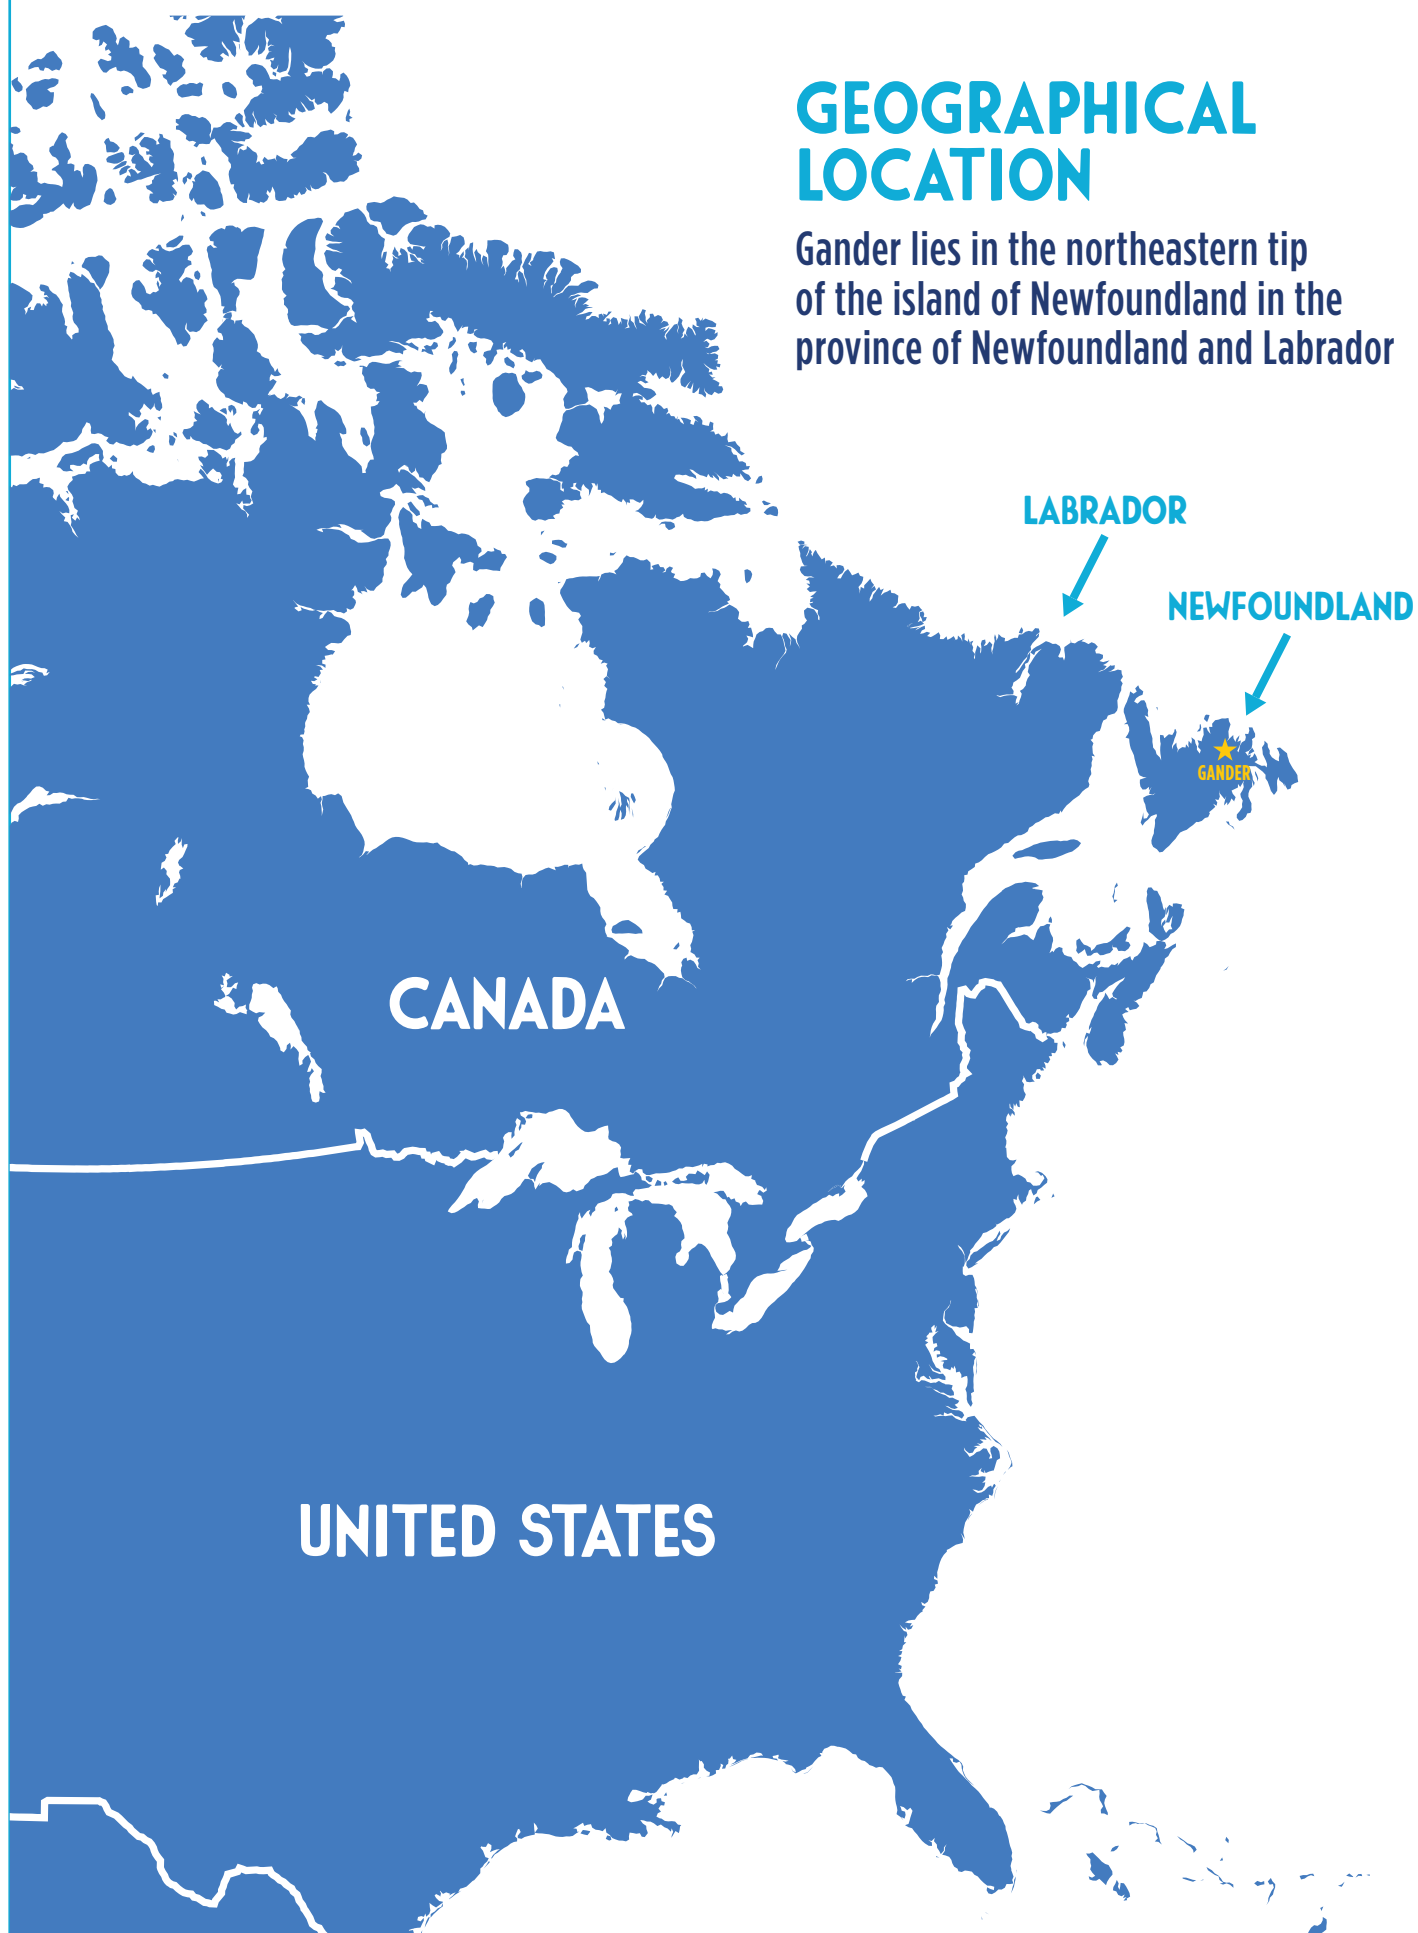 GEOGRAPHICAL
LOCATION
Gander lies in the northeastern tip
of the island of Newfoundland in the
province of Newfoundland and Labrador
LABRADOR
NEWFOUNDLAND
GANDER
CANADA
UNITED STATES